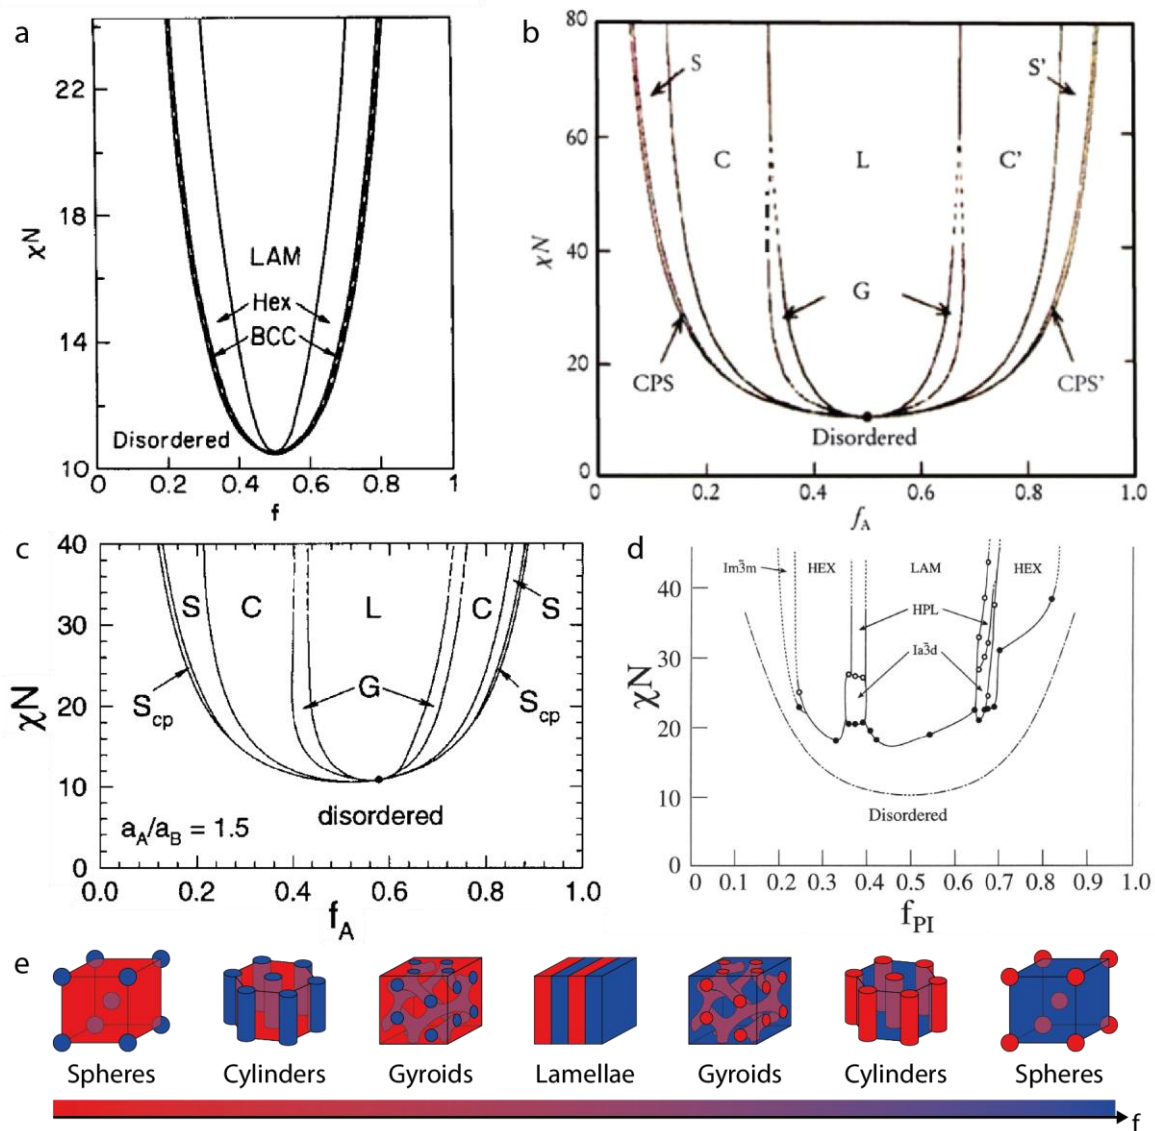 a
χN
22
18
14
10
LAM
Hex
BCC
Disordered
0
0.2
0.4
0.6
0.8
1
f
b
χN
80
60
40
20
0
S
S'
C
L
C'
G
CPS
CPS'
Disordered
0
0.2
0.4
0.6
0.8
1.0
fA
c
χN
40
30
20
10
0
S
C
L
C
S
G
Scp
Scp
disordered
aA/aB = 1.5
0.0
0.2
0.4
0.6
0.8
1.0
fA
d
χN
40
30
20
10
0
Im3̄m
HEX
LAM
HEX
HPL
Ia3̄d
Disordered
0
0.1
0.2
0.3
0.4
0.5
0.6
0.7
0.8
0.9
1.0
fPI
e
Spheres
Cylinders
Gyroids
Lamellae
Gyroids
Cylinders
Spheres
f